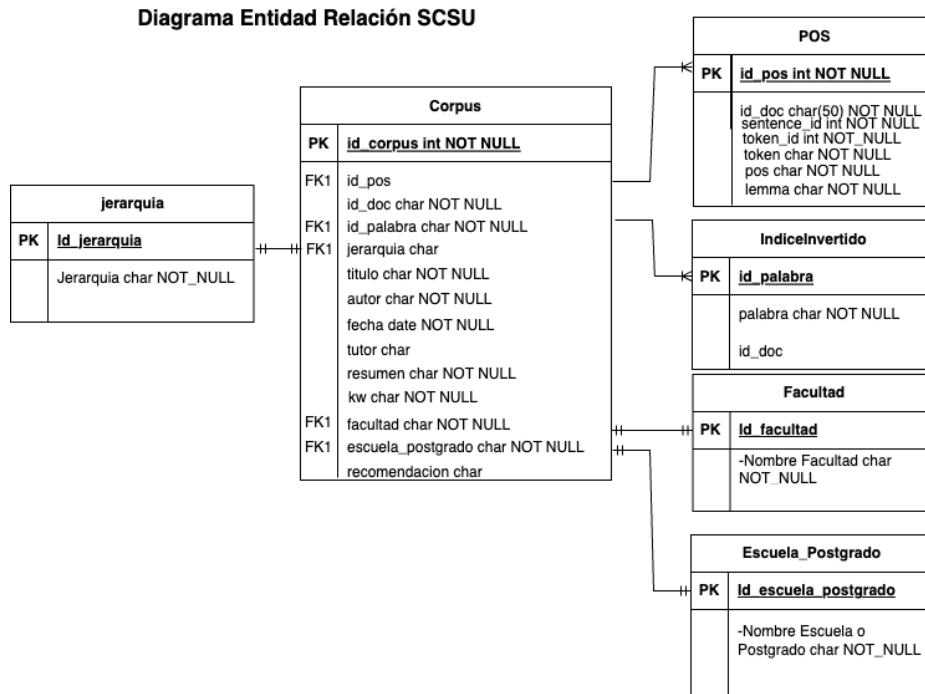 Diagrama Entidad Relación SCSU
jerarquia
PK Id_jerarquia
Jerarquia char NOT_NULL
Corpus
PK id_corpus int NOT NULL
FK1 id_pos
id_doc char NOT NULL
FK1 id_palabra char NOT NULL
FK1 jerarquia char
titulo char NOT NULL
autor char NOT NULL
fecha date NOT NULL
tutor char
resumen char NOT NULL
kw char NOT NULL
FK1 facultad char NOT NULL
FK1 escuela_postgrado char NOT NULL
recomendacion char
POS
PK id_pos int NOT NULL
id_doc char(50) NOT NULL
sentence_id int NOT NULL
token_id int NOT_NULL
token char NOT NULL
pos char NOT NULL
lemma char NOT NULL
IndiceInvertido
PK id_palabra
palabra char NOT NULL
id_doc
Facultad
PK Id_facultad
-Nombre Facultad char
NOT_NULL
Escuela_Postgrado
PK Id_escuela_postgrado
-Nombre Escuela o
Postgrado char NOT_NULL